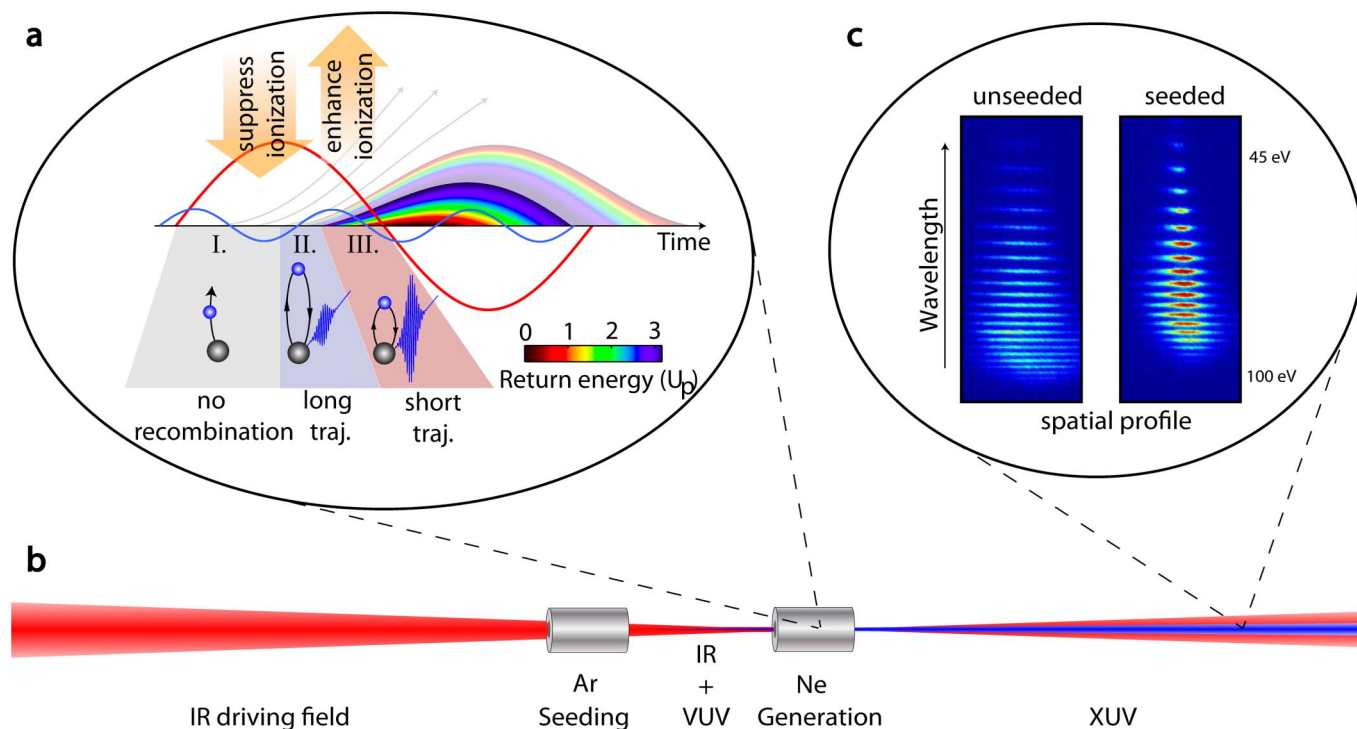 a
suppress
ionization
enhance
ionization
Time
I.
II.
III.
0 1 2 3
Return energy (Up)
no
recombination
long
traj.
short
traj.
c
unseeded
seeded
Wavelength
45 eV
100 eV
spatial profile
b
IR driving field
Ar
Seeding
IR
+
VUV
Ne
Generation
XUV